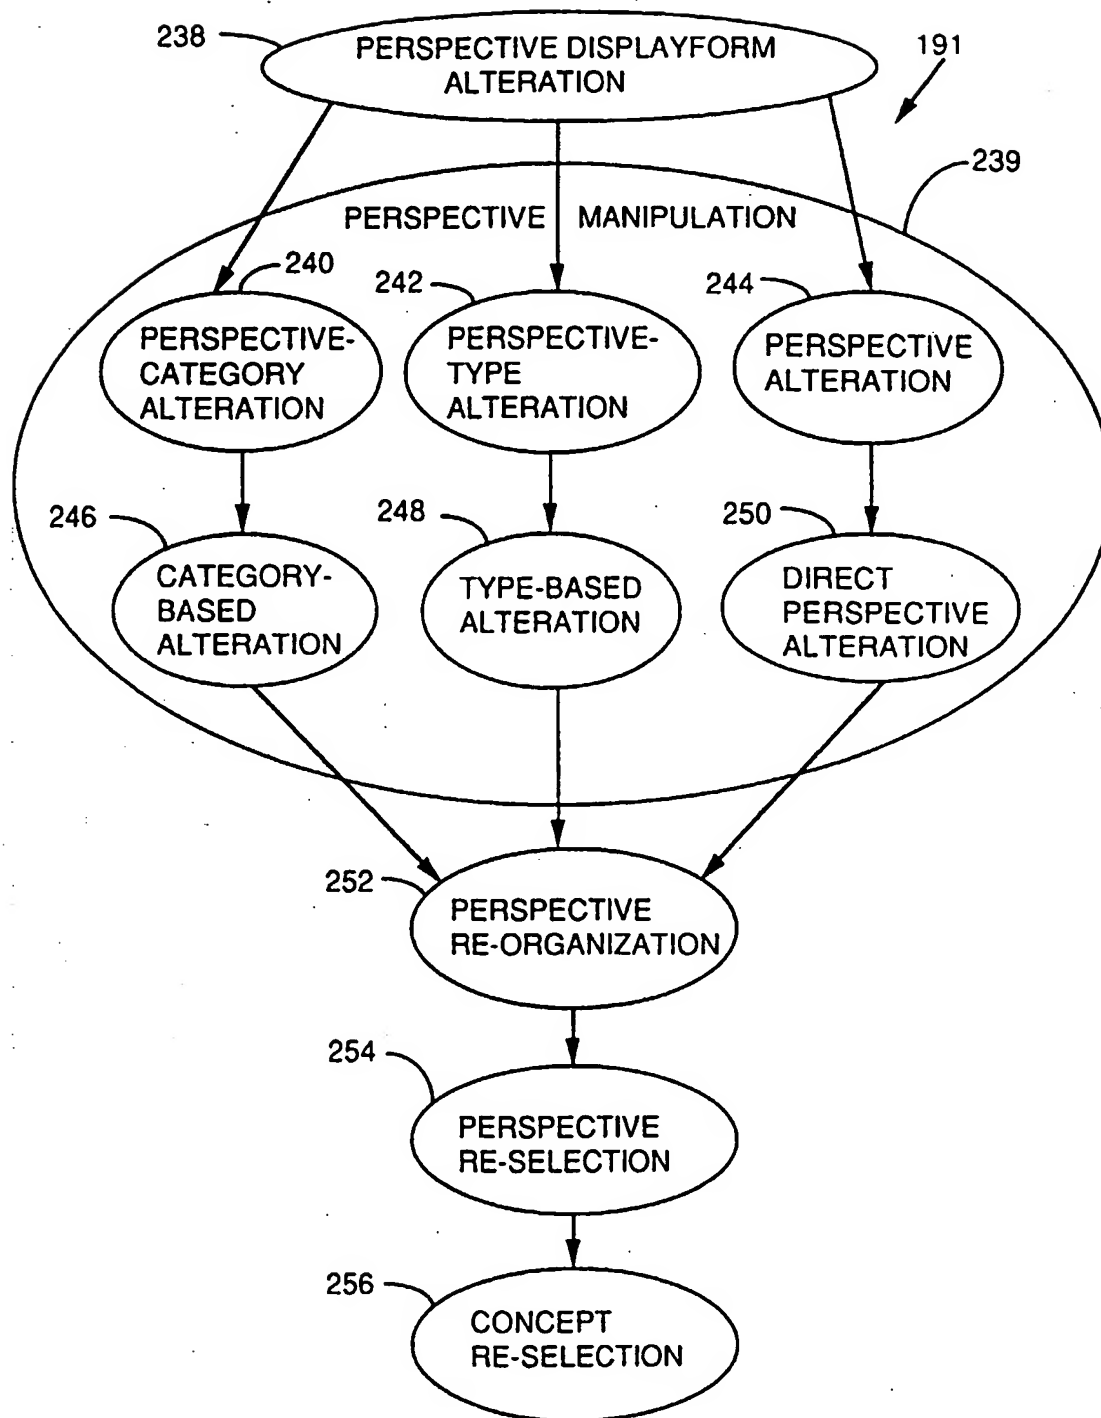 238
PERSPECTIVE DISPLAYFORM
ALTERATION
191
239
PERSPECTIVE MANIPULATION
240
242
244
PERSPECTIVE-
CATEGORY
ALTERATION
PERSPECTIVE-
TYPE
ALTERATION
PERSPECTIVE
ALTERATION
246
248
250
CATEGORY-
BASED
ALTERATION
TYPE-BASED
ALTERATION
DIRECT
PERSPECTIVE
ALTERATION
252
PERSPECTIVE
RE-ORGANIZATION
254
PERSPECTIVE
RE-SELECTION
256
CONCEPT
RE-SELECTION